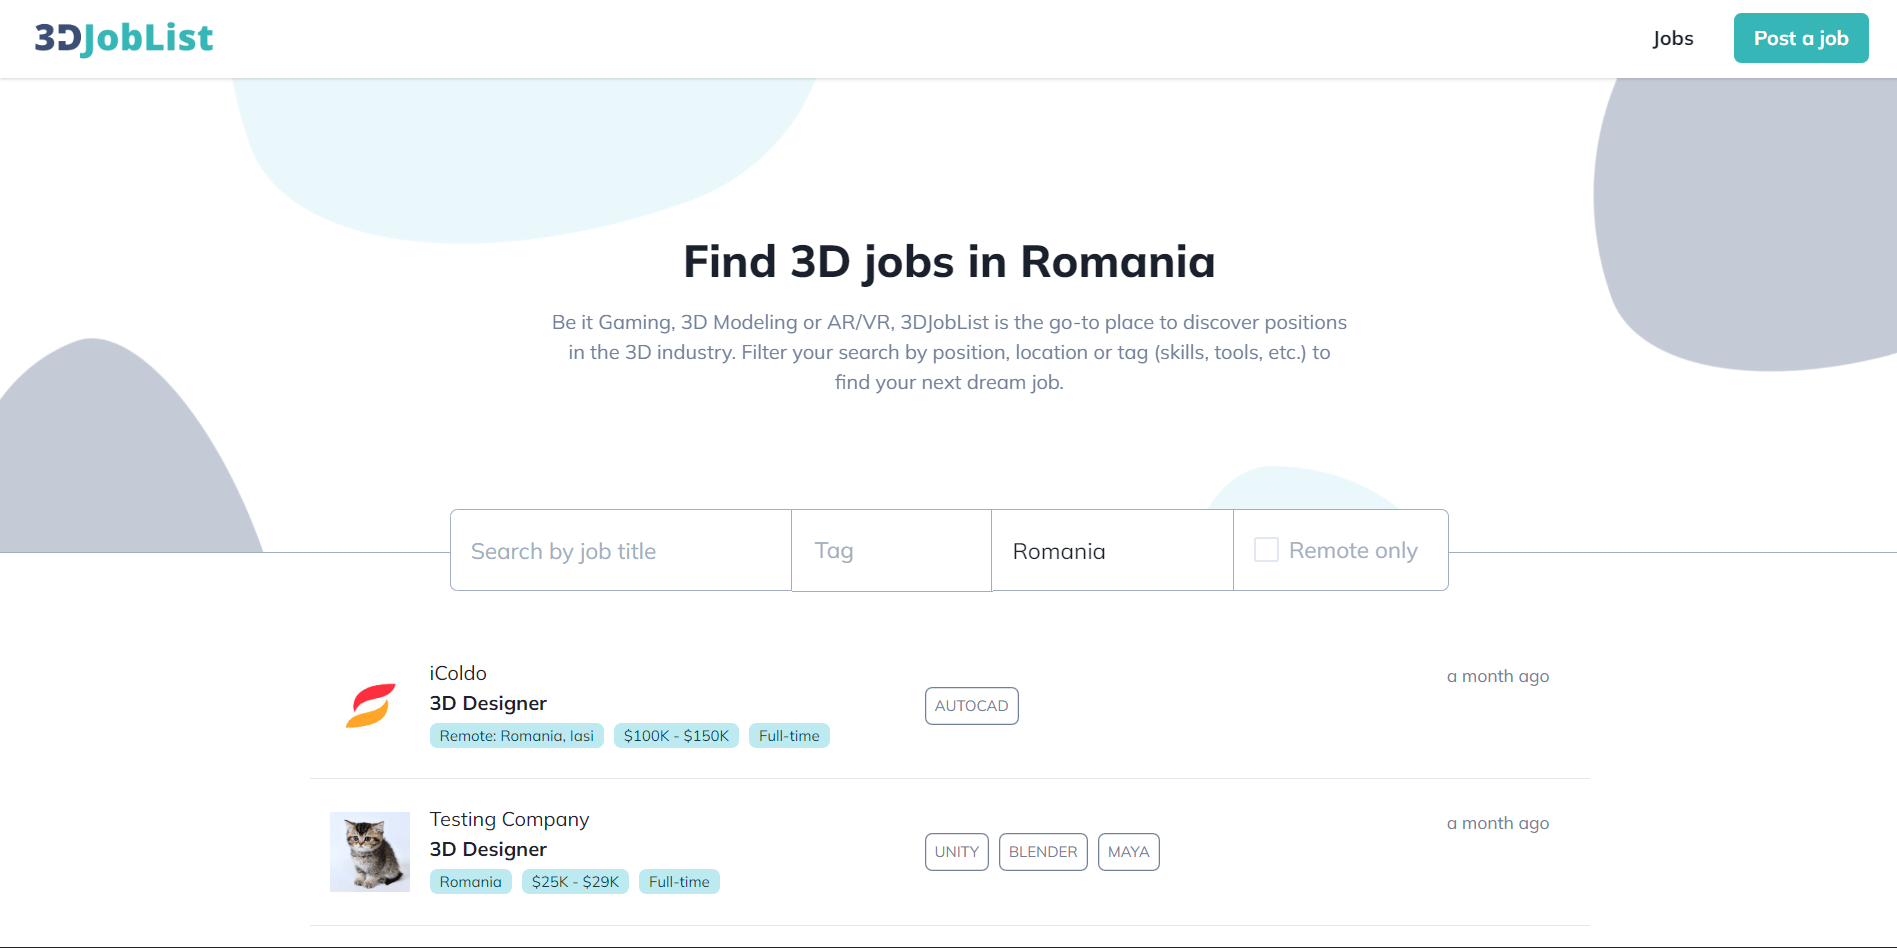 3DJobList
Jobs
Post a job
Find 3D jobs in Romania
Be it Gaming, 3D Modeling or AR/VR, 3DJobList is the go-to place to discover positions
in the 3D industry. Filter your search by position, location or tag (skills, tools, etc.) to
find your next dream job.
Search by job title
Tag
Romania
Remote only
iColdo
3D Designer
Remote: Romania, Iasi
$100K - $150K
Full-time
AUTOCAD
a month ago
Testing Company
3D Designer
Romania
$25K - $29K
Full-time
UNITY
BLENDER
MAYA
a month ago